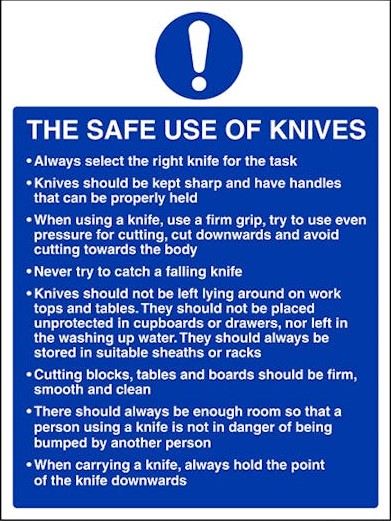 THE SAFE USE OF KNIVES
• Always select the right knife for the task
• Knives should be kept sharp and have handles
that can be properly held
• When using a knife, use a firm grip, try to use even
pressure for cutting, cut downwards and avoid
cutting towards the body
• Never try to catch a falling knife
• Knives should not be left lying around on work
tops and tables. They should not be placed
unprotected in cupboards or drawers, nor left in
the washing up water. They should always be
stored in suitable sheaths or racks
• Cutting blocks, tables and boards should be firm,
smooth and clean
• There should always be enough room so that a
person using a knife is not in danger of being
bumped by another person
• When carrying a knife, always hold the point
of the knife downwards